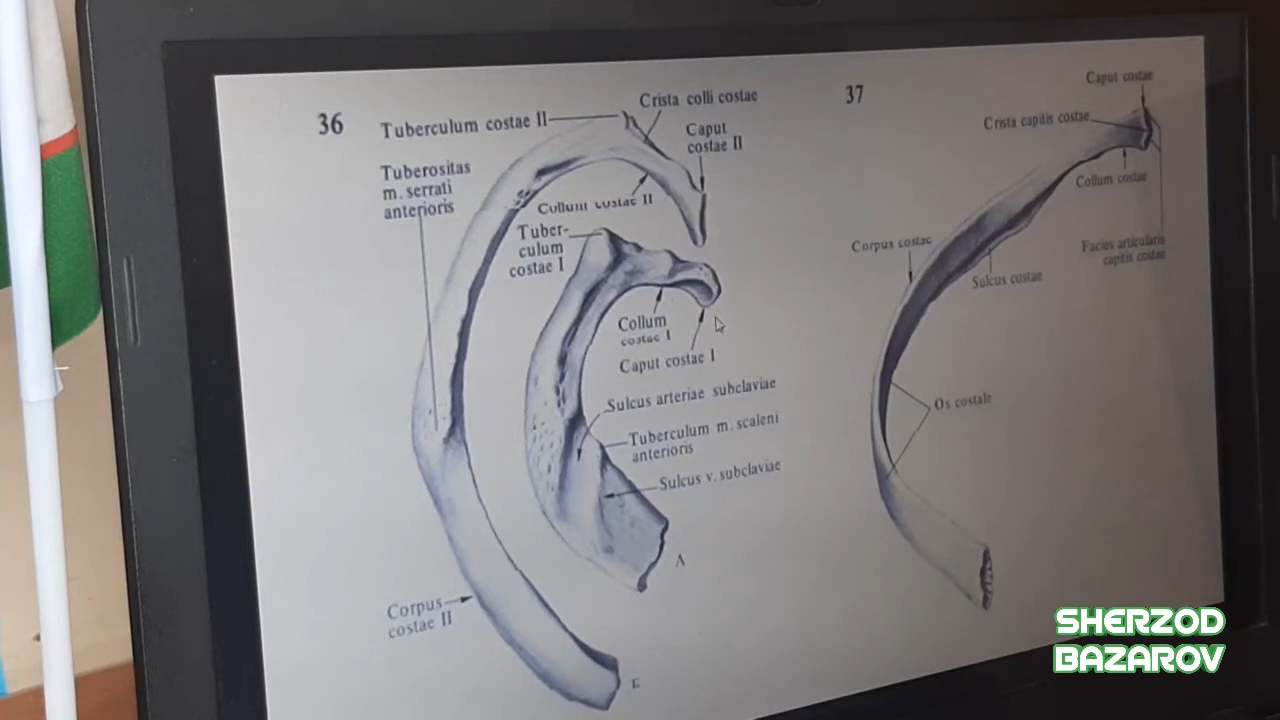 36
Tuberculum costae II
Crista colli costae
Caput
costae II
Tuberositas
m. serrati
anterioris
Collum costae II
Tuber-
culum
costae I
Collum
costae I
Caput costae I
Sulcus arteriae subclaviae
Tuberculum m. scaleni
anterioris
Sulcus v. subclaviae
A
Corpus
costae II
37
Caput costae
Crista capitis costae
Collum costae
Corpus costae
Facies articularis
capitis costae
Sulcus costae
Os costale
SHERZOD
BAZAROV